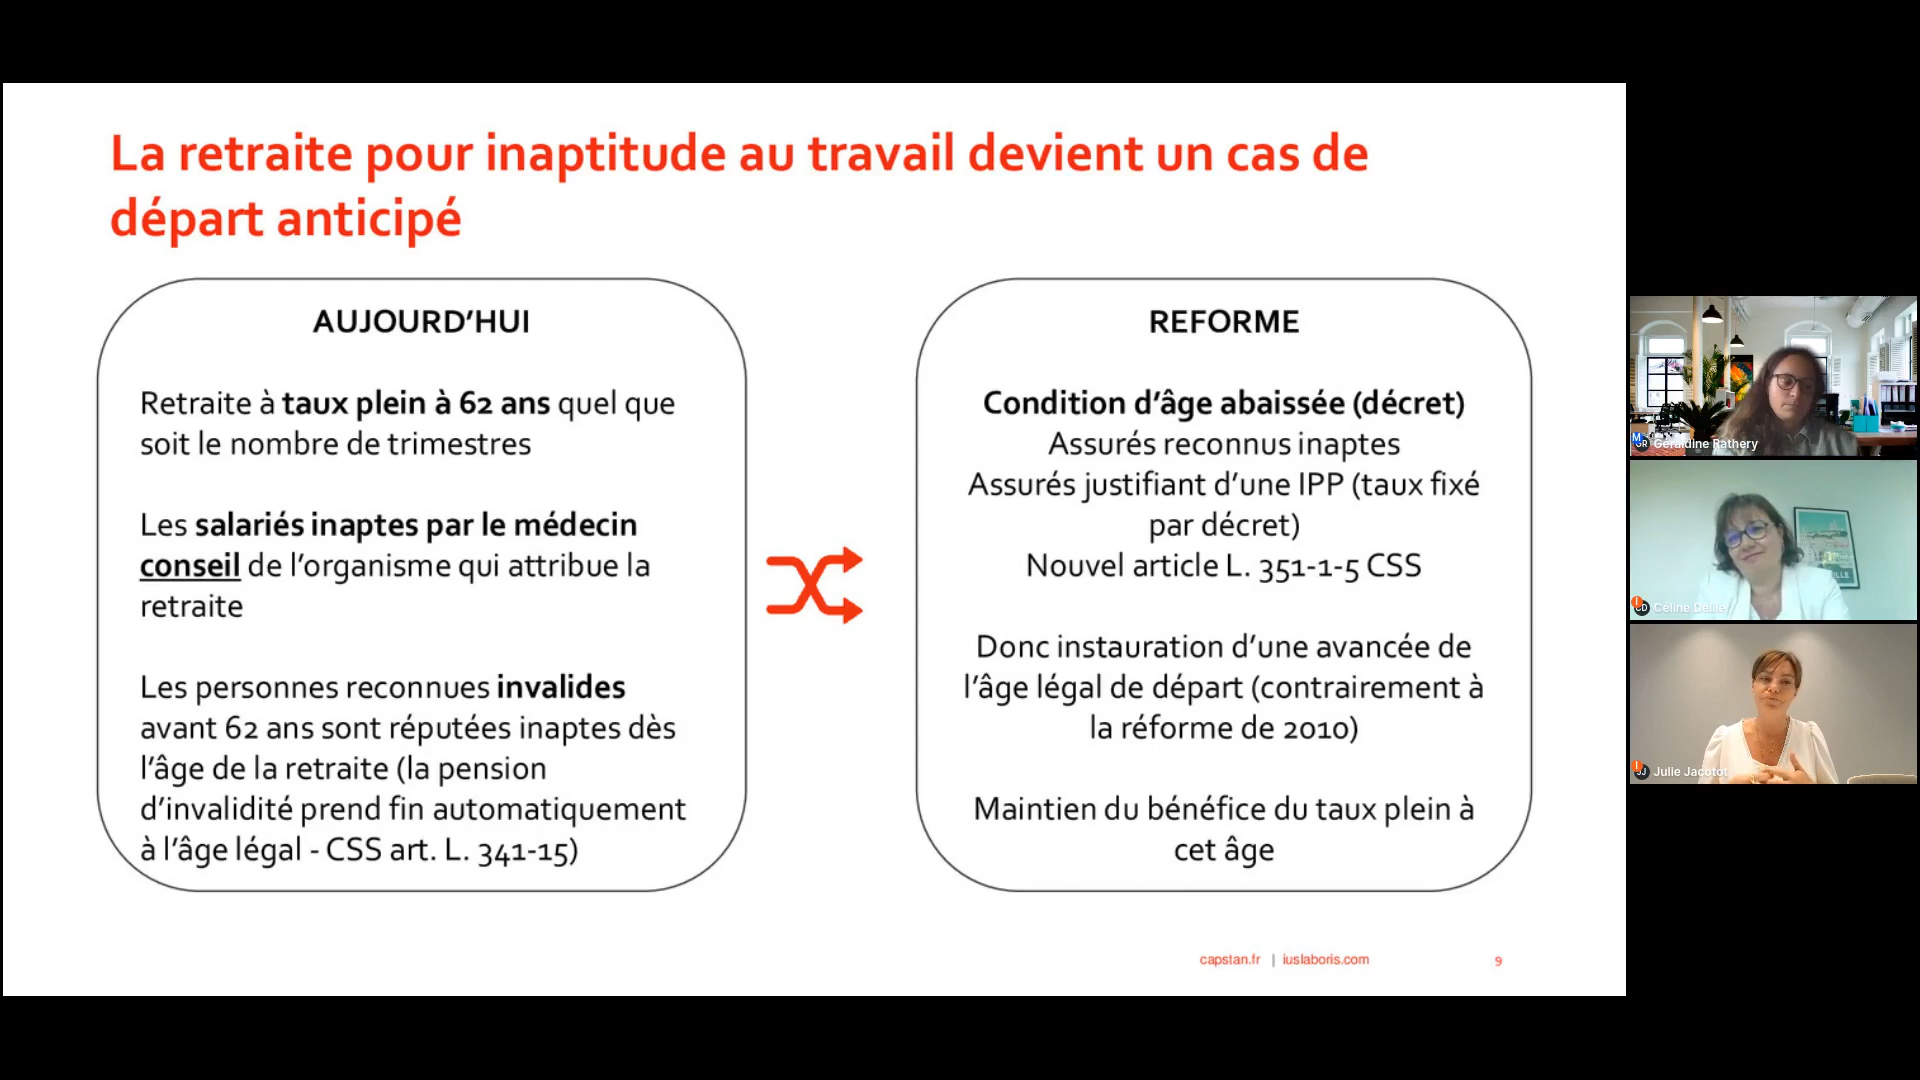 La retraite pour inaptitude au travail devient un cas de
départ anticipé
AUJOURD’HUI
Retraite à taux plein à 62 ans quel que
soit le nombre de trimestres
Les salariés inaptes par le médecin
conseil de l’organisme qui attribue la
retraite
Les personnes reconnues invalides
avant 62 ans sont réputées inaptes dès
l’âge de la retraite (la pension
d’invalidité prend fin automatiquement
à l’âge légal - CSS art. L. 341-15)
REFORME
Condition d’âge abaissée (décret)
Assurés reconnus inaptes
Assurés justifiant d’une IPP (taux fixé
par décret)
Nouvel article L. 351-1-5 CSS
Donc instauration d’une avancée de
l’âge légal de départ (contrairement à
la réforme de 2010)
Maintien du bénéfice du taux plein à
cet âge
capstan.fr | iuslaboris.com
9
M
GR Géraldine Rathery
CD Céline Delile
JJ Julie Jacotot